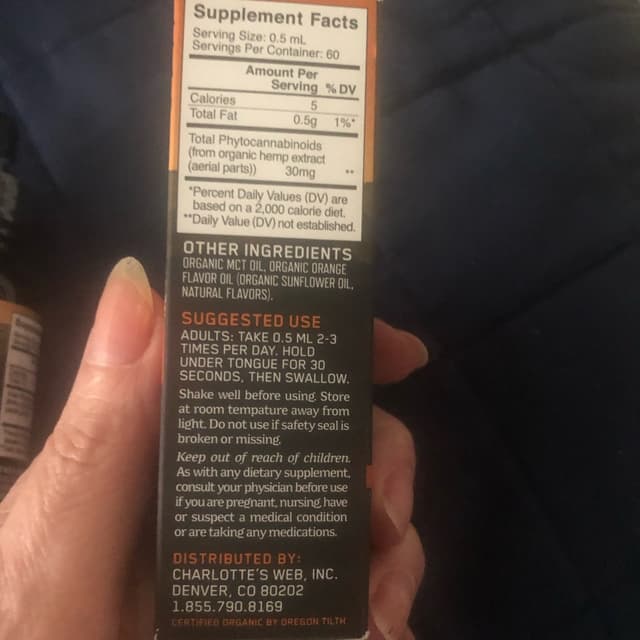 Supplement Facts
Serving Size: 0.5 mL
Servings Per Container: 60
Amount Per
Serving % DV
Calories 5
Total Fat 0.5g 1%*
Total Phytocannabinoids
(from organic hemp extract
(aerial parts)) 30mg **
*Percent Daily Values (DV) are
based on a 2,000 calorie diet.
**Daily Value (DV) not established.
OTHER INGREDIENTS
ORGANIC MCT OIL, ORGANIC ORANGE
FLAVOR OIL (ORGANIC SUNFLOWER OIL,
NATURAL FLAVORS).
SUGGESTED USE
ADULTS: TAKE 0.5 ML 2-3
TIMES PER DAY. HOLD
UNDER TONGUE FOR 30
SECONDS, THEN SWALLOW.
Shake well before using. Store
at room tempature away from
light. Do not use if safety seal is
broken or missing.
Keep out of reach of children.
As with any dietary supplement,
consult your physician before use
if you are pregnant, nursing, have
or suspect a medical condition
or are taking any medications.
DISTRIBUTED BY:
CHARLOTTE'S WEB, INC.
DENVER, CO 80202
1.855.790.8169
CERTIFIED ORGANIC BY OREGON TILTH